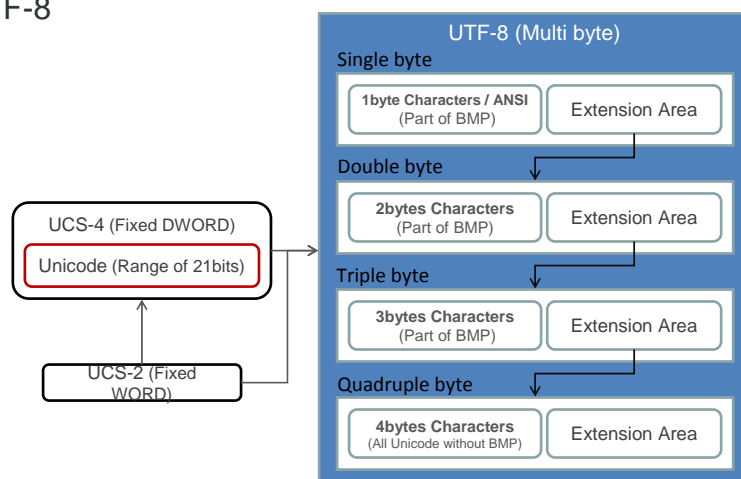 F-8
UTF-8 (Multi byte)
Single byte
1byte Characters / ANSI
(Part of BMP)
Extension Area
Double byte
2bytes Characters
(Part of BMP)
Extension Area
UCS-4 (Fixed DWORD)
Unicode (Range of 21bits)
Triple byte
3bytes Characters
(Part of BMP)
Extension Area
UCS-2 (Fixed
WORD)
Quadruple byte
4bytes Characters
(All Unicode without BMP)
Extension Area